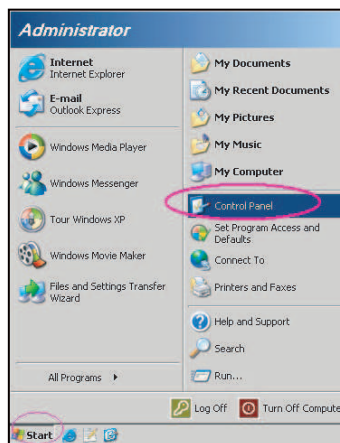 Administrator
Internet
Internet Explorer
E-mail
Outlook Express
Windows Media Player
Windows Messenger
Tour Windows XP
Windows Movie Maker
Files and Settings Transfer
Wizard
All Programs
My Documents
My Recent Documents
My Pictures
My Music
My Computer
Control Panel
Set Program Access and
Defaults
Connect To
Printers and Faxes
Help and Support
Search
Run...
Log Off
Turn Off Compute
Start